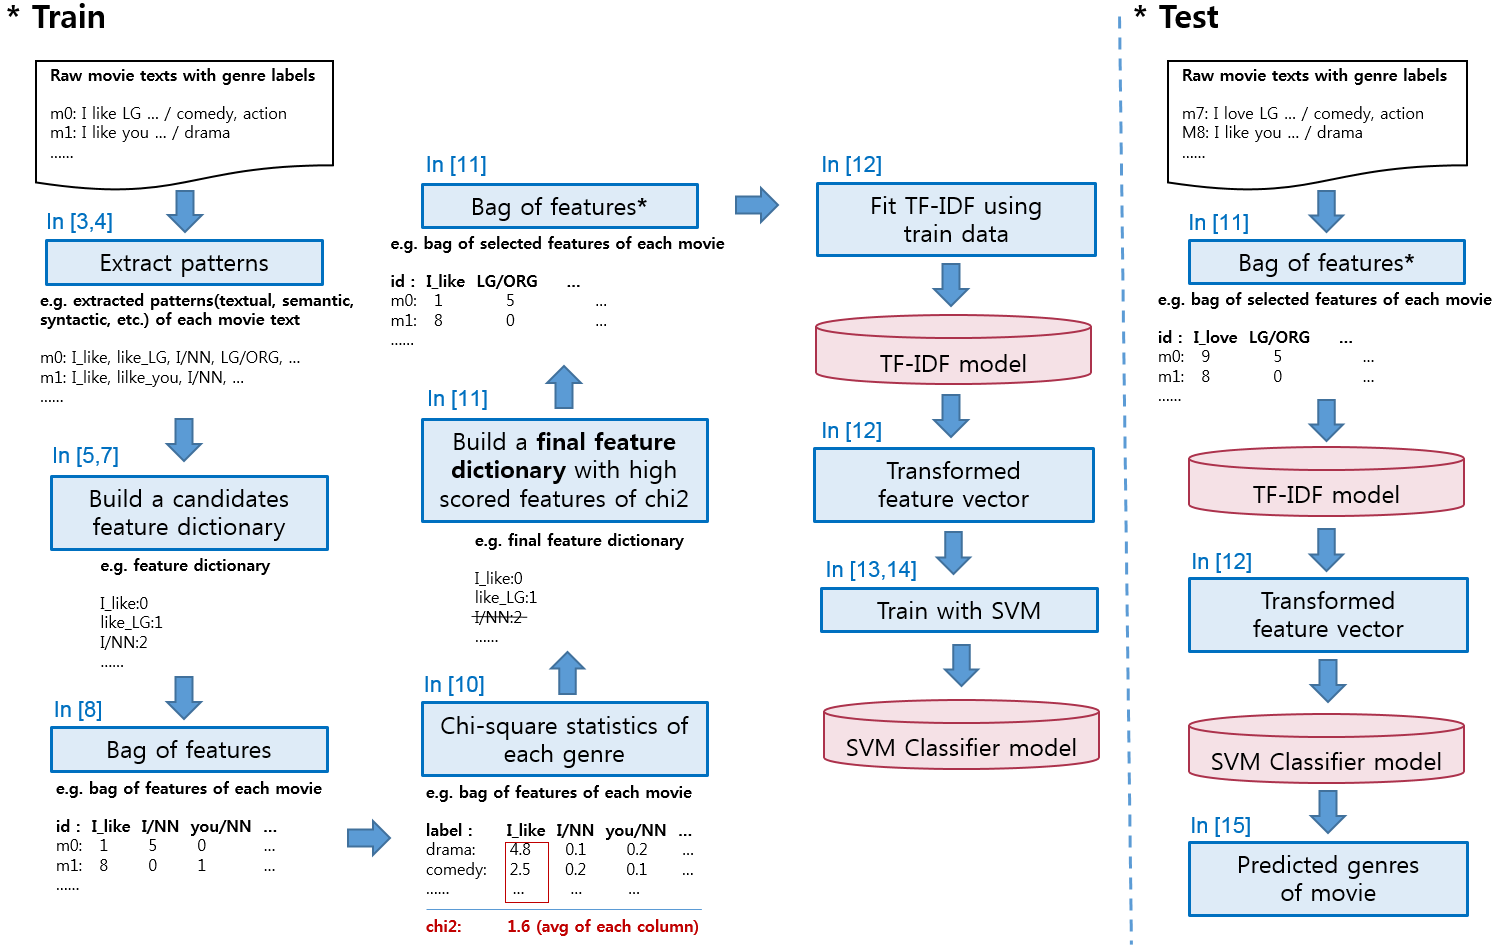 * Train
Raw movie texts with genre labels
m0: I like LG ... / comedy, action
m1: I like you ... / drama
......
In [3,4]
Extract patterns
e.g. extracted patterns(textual, semantic,
syntactic, etc.) of each movie text
m0: I_like, like_LG, I/NN, LG/ORG, ...
m1: I_like, lilke_you, I/NN, ...
......
In [5,7]
Build a candidates
feature dictionary
e.g. feature dictionary
I_like:0
like_LG:1
I/NN:2
......
In [8]
Bag of features
e.g. bag of features of each movie
id : I_like I/NN you/NN ...
m0: 1 5 0 ...
m1: 8 0 1 ...
......
In [10]
Chi-square statistics of
each genre
e.g. bag of features of each movie
label : I_like I/NN you/NN ...
drama: 4.8 0.1 0.2 ...
comedy: 2.5 0.2 0.1 ...
...... ... ... ...
chi2: 1.6 (avg of each column)
In [11]
Build a final feature
dictionary with high
scored features of chi2
e.g. final feature dictionary
I_like:0
like_LG:1
I/NN:2
......
In [11]
Bag of features*
e.g. bag of selected features of each movie
id : I_like LG/ORG ...
m0: 1 5 ...
m1: 8 0 ...
......
In [12]
Fit TF-IDF using
train data
TF-IDF model
In [12]
Transformed
feature vector
In [13,14]
Train with SVM
SVM Classifier model
* Test
Raw movie texts with genre labels
m7: I love LG ... / comedy, action
M8: I like you ... / drama
......
In [11]
Bag of features*
e.g. bag of selected features of each movie
id : I_love LG/ORG ...
m0: 9 5 ...
m1: 8 0 ...
......
TF-IDF model
In [12]
Transformed
feature vector
SVM Classifier model
In [15]
Predicted genres
of movie